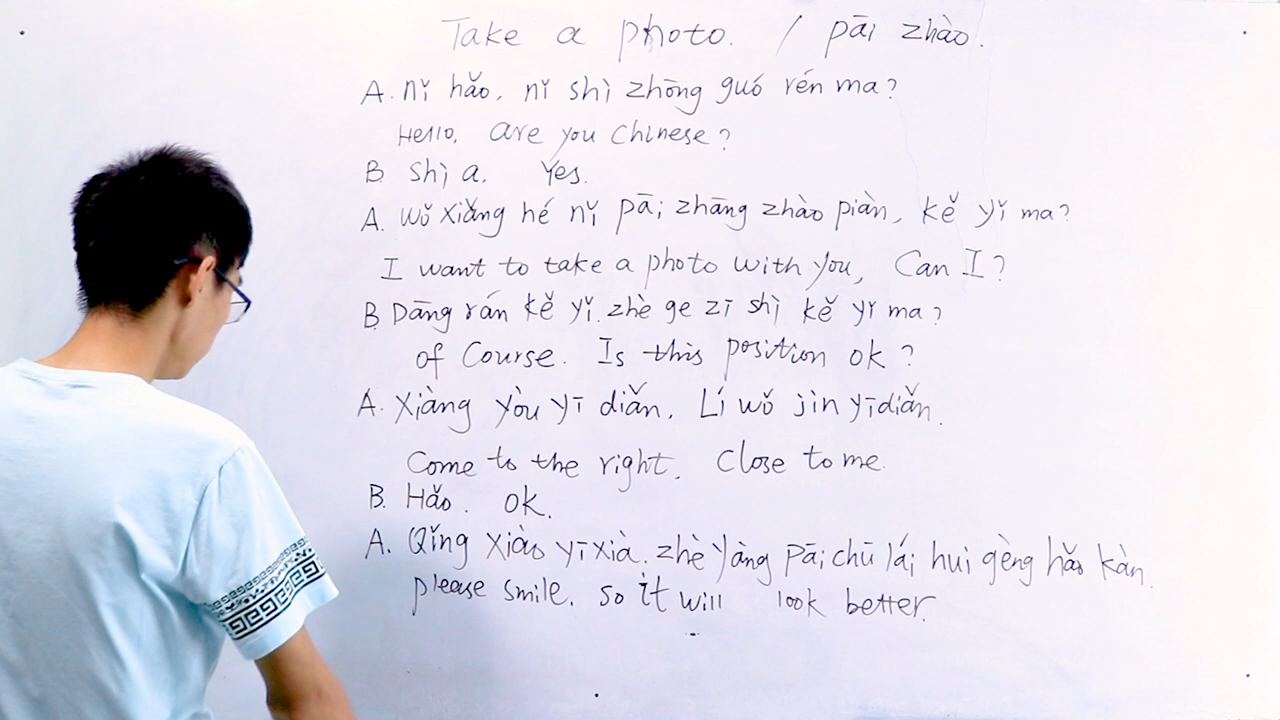 Take a photo. / pāi zhào.
A. nǐ hǎo, nǐ shì zhōng guó rén ma?
Hello, are you Chinese?
B. shì a. Yes.
A. wǒ xiǎng hé nǐ pāi zhāng zhào piàn, kě yǐ ma?
I want to take a photo with you, Can I?
B. Dāng rán kě yǐ. zhè ge zī shì kě yǐ ma?
of Course. Is this position ok?
A. Xiàng yòu yī diǎn. Lí wǒ jìn yīdiǎn.
Come to the right. Close to me.
B. Hǎo. ok.
A. Qǐng xiào yīxià. zhè yàng pāi chū lái hui gèng hǎo kàn.
please smile. so it will look better.